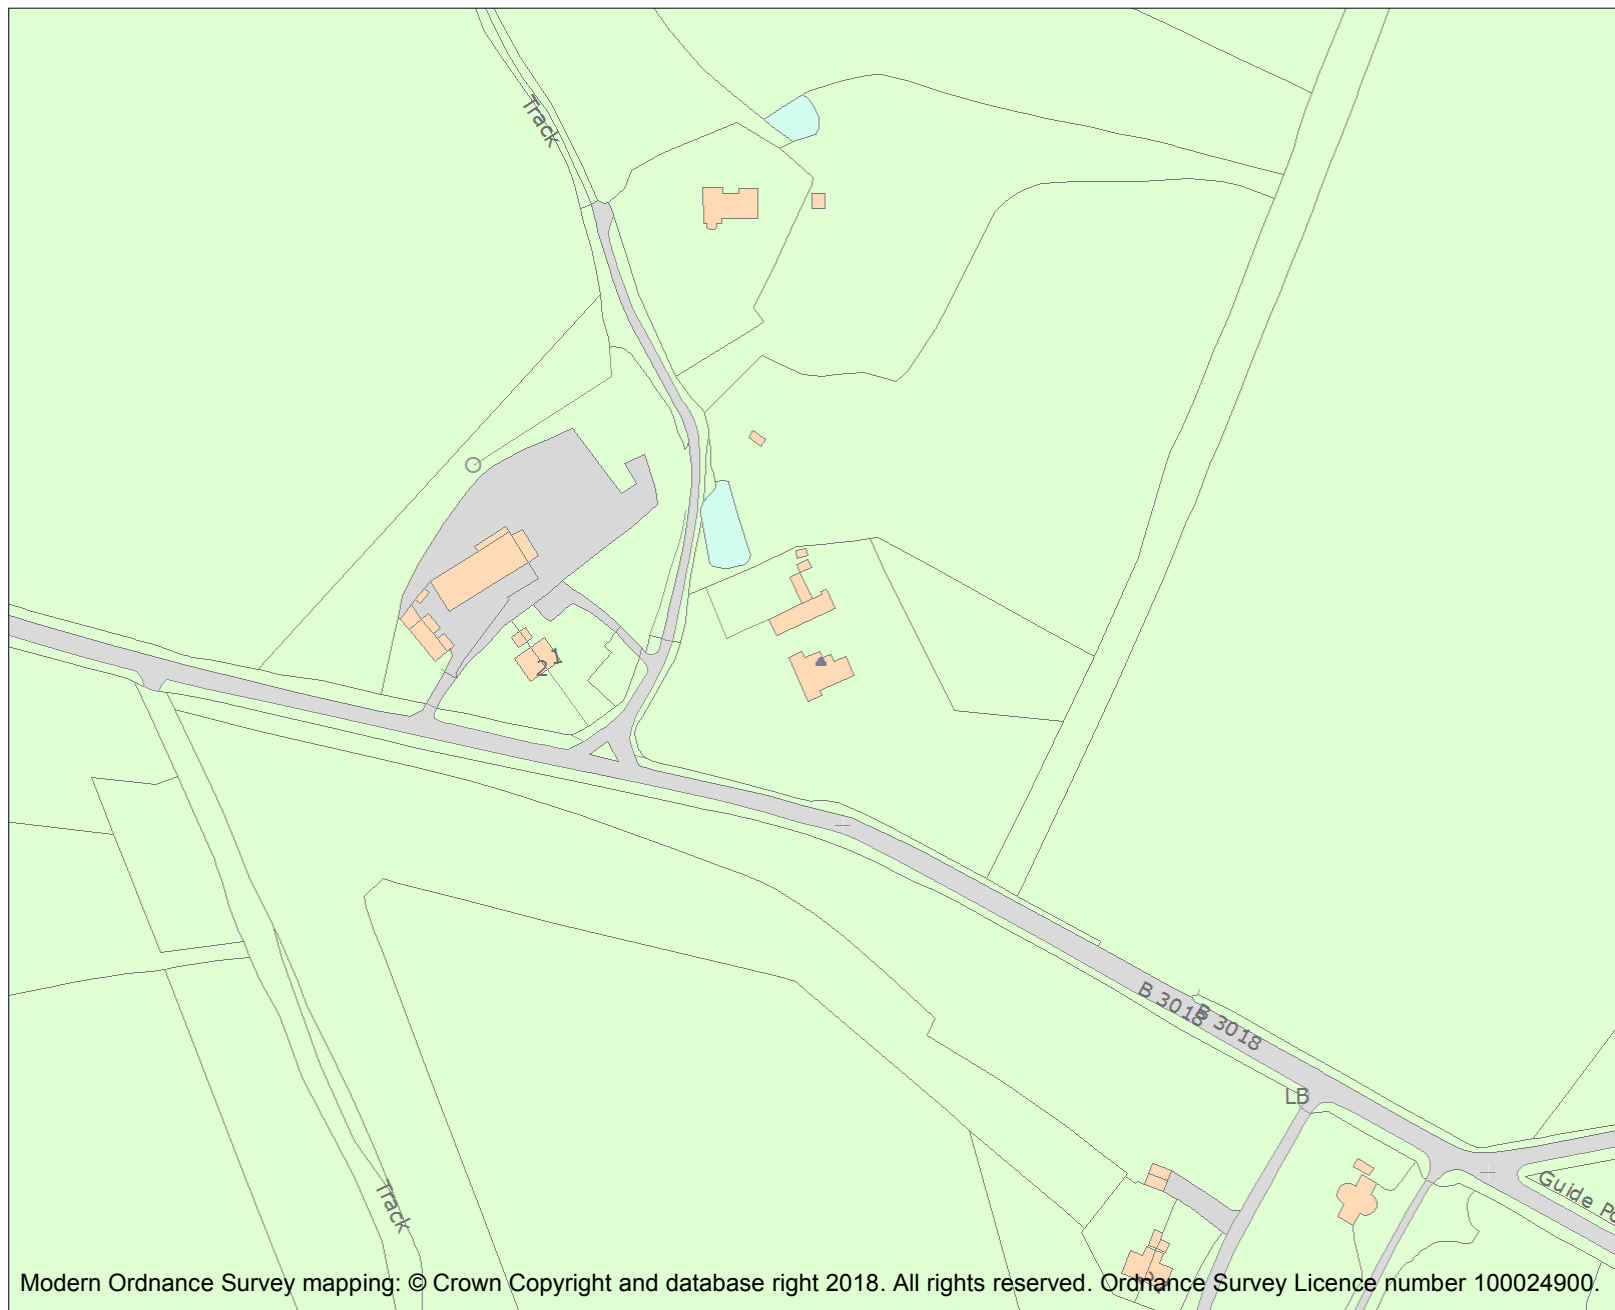 Track
1
2
B 3018
B 3018
LB
Guide
Track
Modern Ordnance Survey mapping: © Crown Copyright and database right 2018. All rights reserved. Ordnance Survey Licence number 100024900.